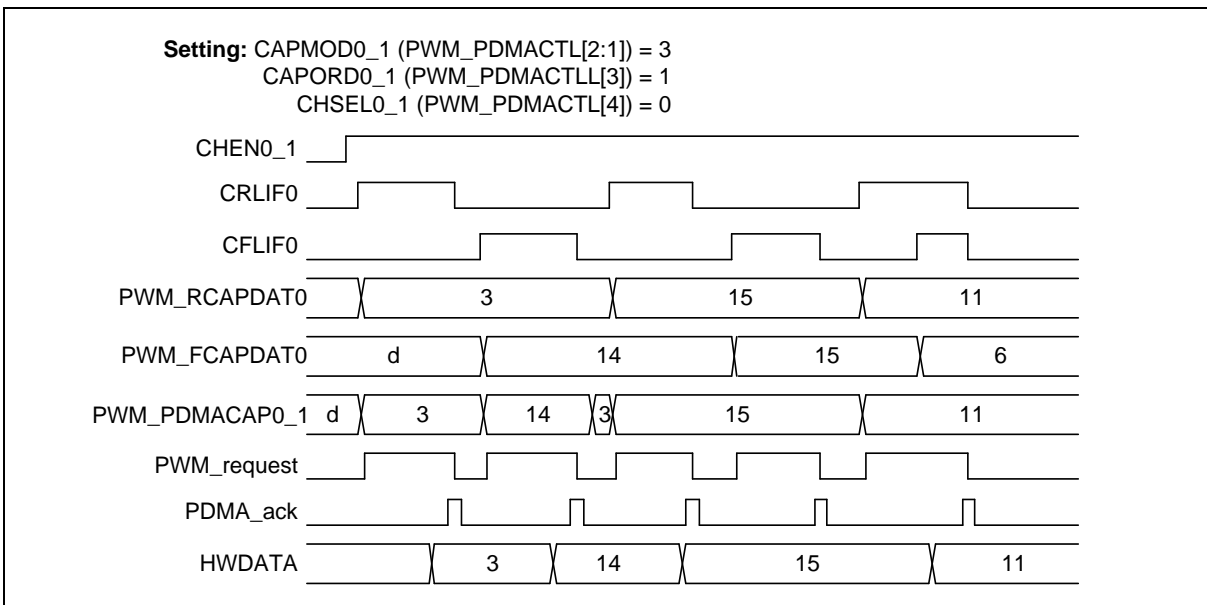 Setting: CAPMOD0_1 (PWM_PDMACTL[2:1]) = 3
CAPORD0_1 (PWM_PDMACTLL[3]) = 1
CHSEL0_1 (PWM_PDMACTL[4]) = 0
CHEN0_1
CRLIF0
CFLIF0
PWM_RCAPDAT0 3 15 11
PWM_FCAPDAT0 d 14 15 6
PWM_PDMACAP0_1 d 3 14 3 15 11
PWM_request
PDMA_ack
HWDATA 3 14 15 11